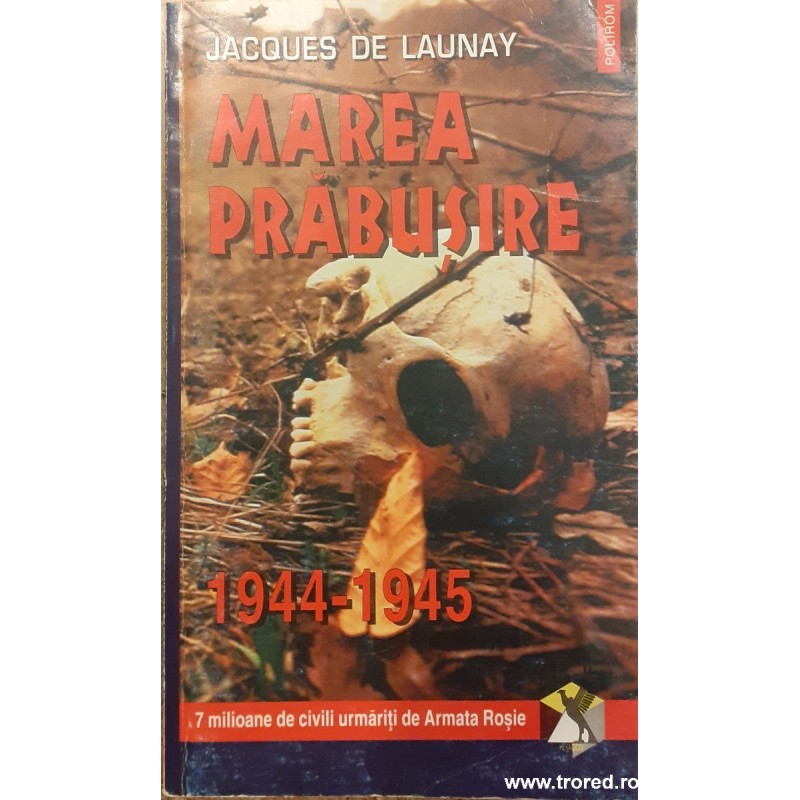 POLIROM
JACQUES DE LAUNAY
MAREA
PRĂBUȘIRE
1944-1945
7 milioane de civili urmăriți de Armata Roșie
www.trored.ro